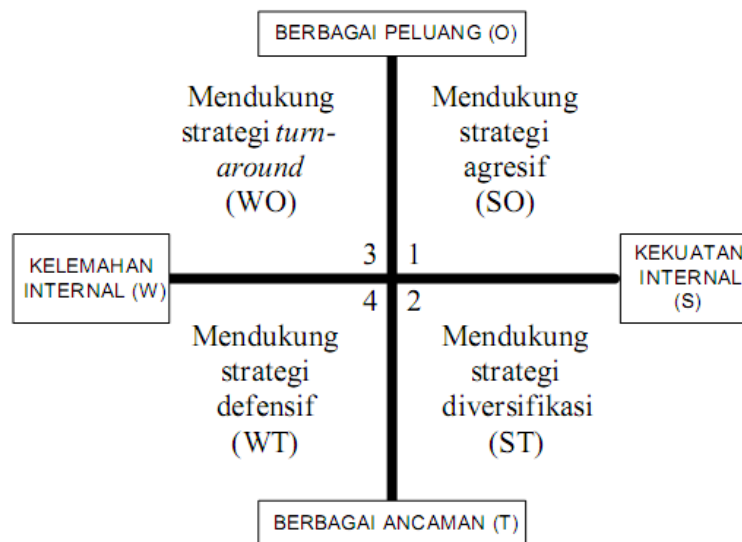 BERBAGAI PELUANG (O)
Mendukung
strategi turn-
around
(WO)
Mendukung
strategi
agresif
(SO)
KELEMAHAN
INTERNAL (W)
3
1
KEKUATAN
INTERNAL
(S)
4
2
Mendukung
strategi
defensif
(WT)
Mendukung
strategi
diversifikasi
(ST)
BERBAGAI ANCAMAN (T)